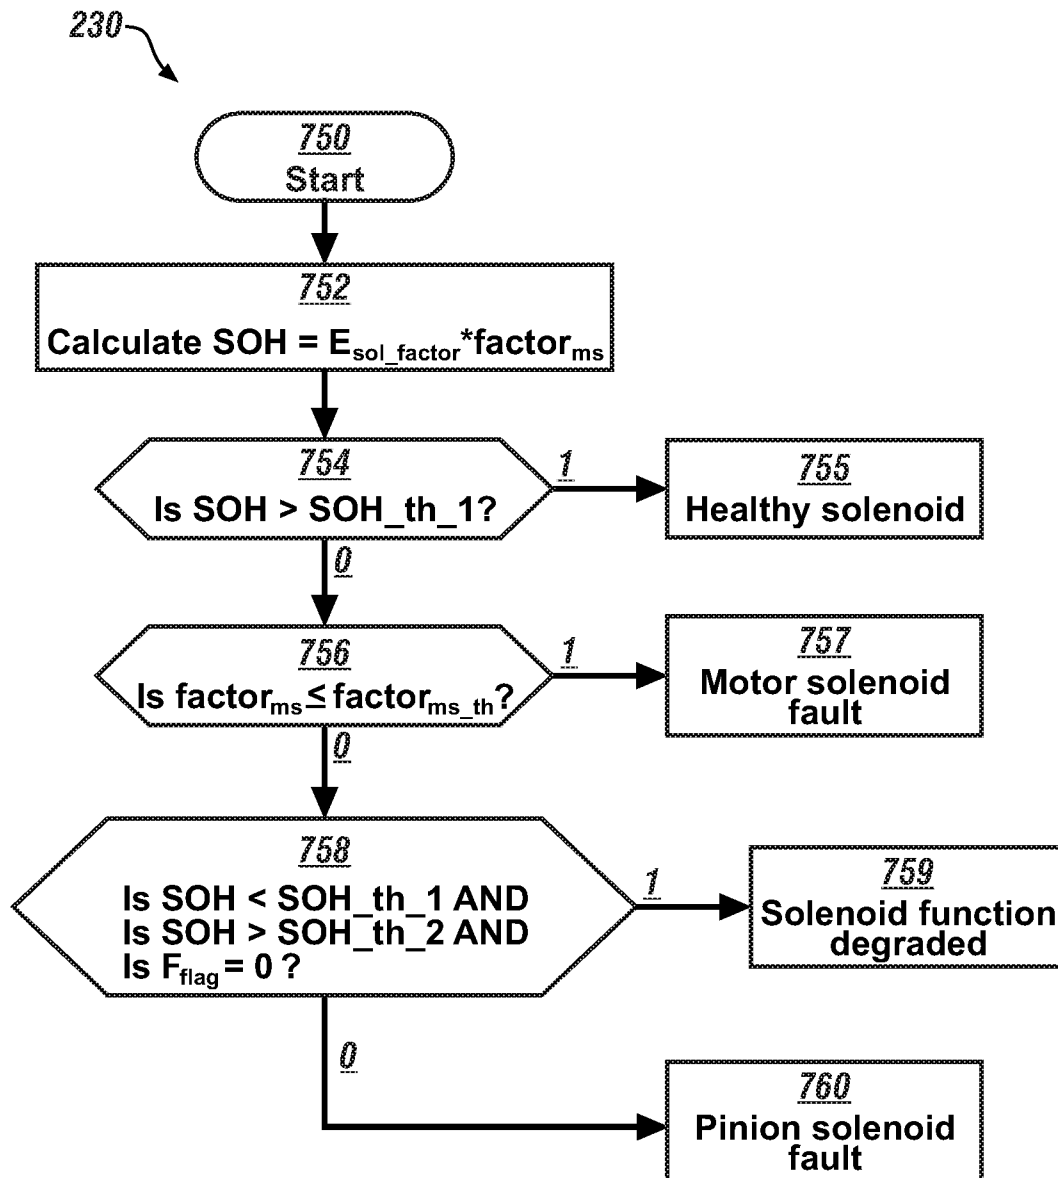 230
750
Start
752
Calculate SOH = E_sol_factor*factor_ms
754
Is SOH > SOH_th_1?
1
755
Healthy solenoid
0
756
Is factor_ms ≤ factor_ms_th?
1
757
Motor solenoid
fault
0
758
Is SOH < SOH_th_1 AND
Is SOH > SOH_th_2 AND
Is F_flag = 0 ?
1
759
Solenoid function
degraded
0
760
Pinion solenoid
fault